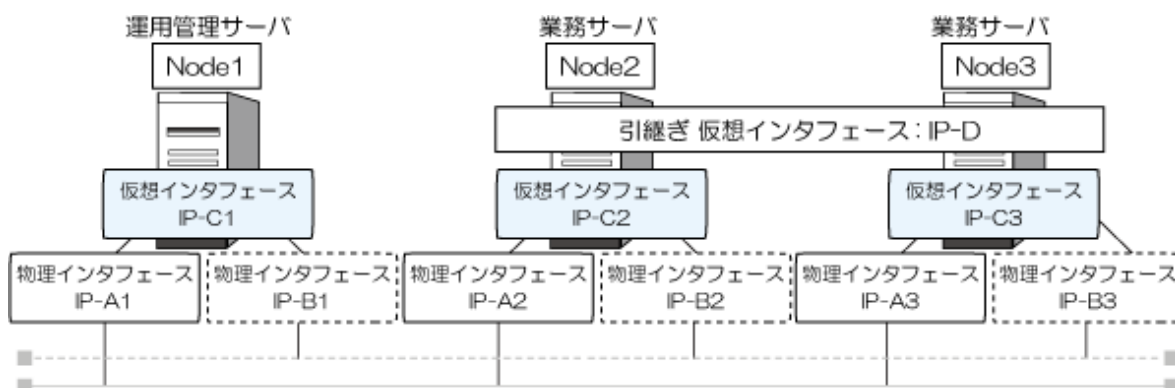 運用管理サーバ
業務サーバ
業務サーバ
Node1
Node2
Node3
引継ぎ 仮想インタフェース：IP-D
仮想インタフェース
IP-C1
仮想インタフェース
IP-C2
仮想インタフェース
IP-C3
物理インタフェース
IP-A1
物理インタフェース
IP-B1
物理インタフェース
IP-A2
物理インタフェース
IP-B2
物理インタフェース
IP-A3
物理インタフェース
IP-B3